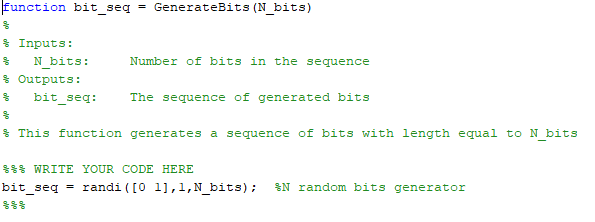 function bit_seq = GenerateBits(N_bits)
%
% Inputs:
%   N_bits:     Number of bits in the sequence
% Outputs:
%   bit_seq:    The sequence of generated bits
%
% This function generates a sequence of bits with length equal to N_bits
%%% WRITE YOUR CODE HERE
bit_seq = randi([0 1],1,N_bits);  %N random bits generator
%%%